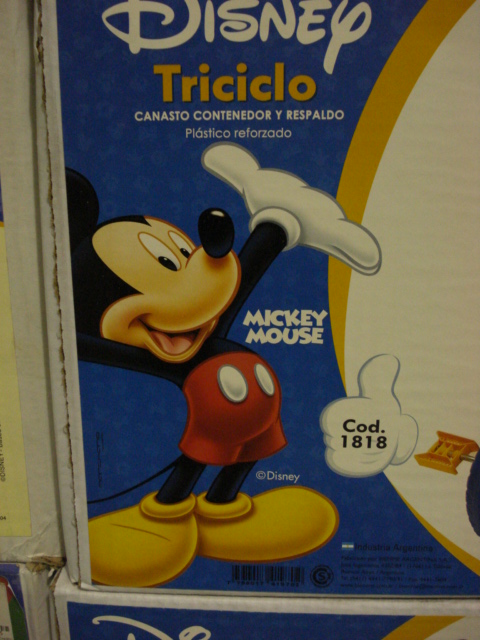 DISNEY
Triciclo
CANASTO CONTENEDOR Y RESPALDO
Plástico reforzado
MICKEY
MOUSE
Cod.
1818
©Disney
Industria Argentina